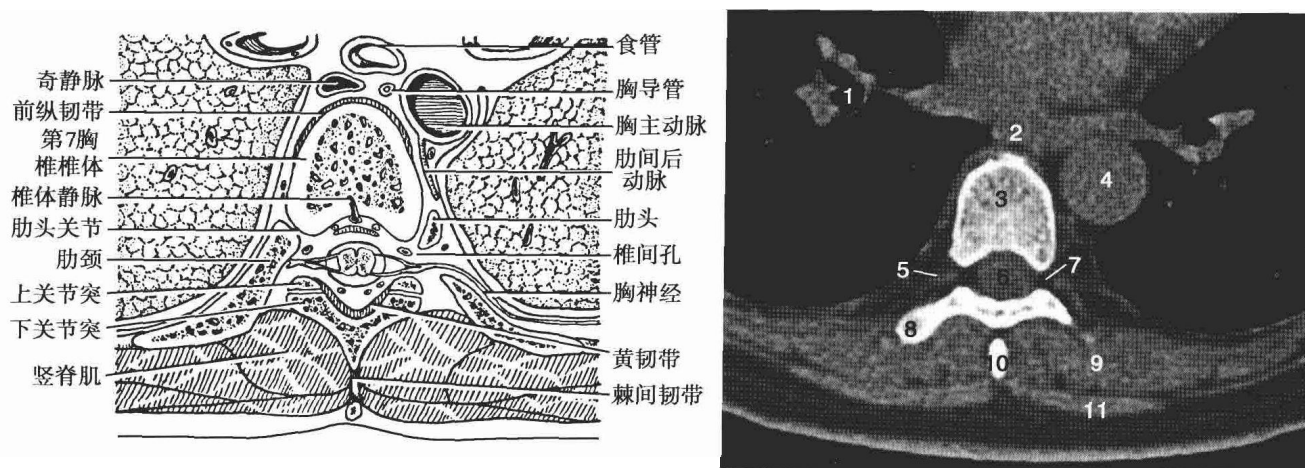 食管
奇静脉
胸导管
前纵韧带
胸主动脉
第7胸
椎椎体
肋间后
动脉
椎体静脉
肋头
肋头关节
椎间孔
肋颈
上关节突
胸神经
下关节突
黄韧带
竖脊肌
棘间韧带
1
2
3
4
5
6
7
8
9
10
11